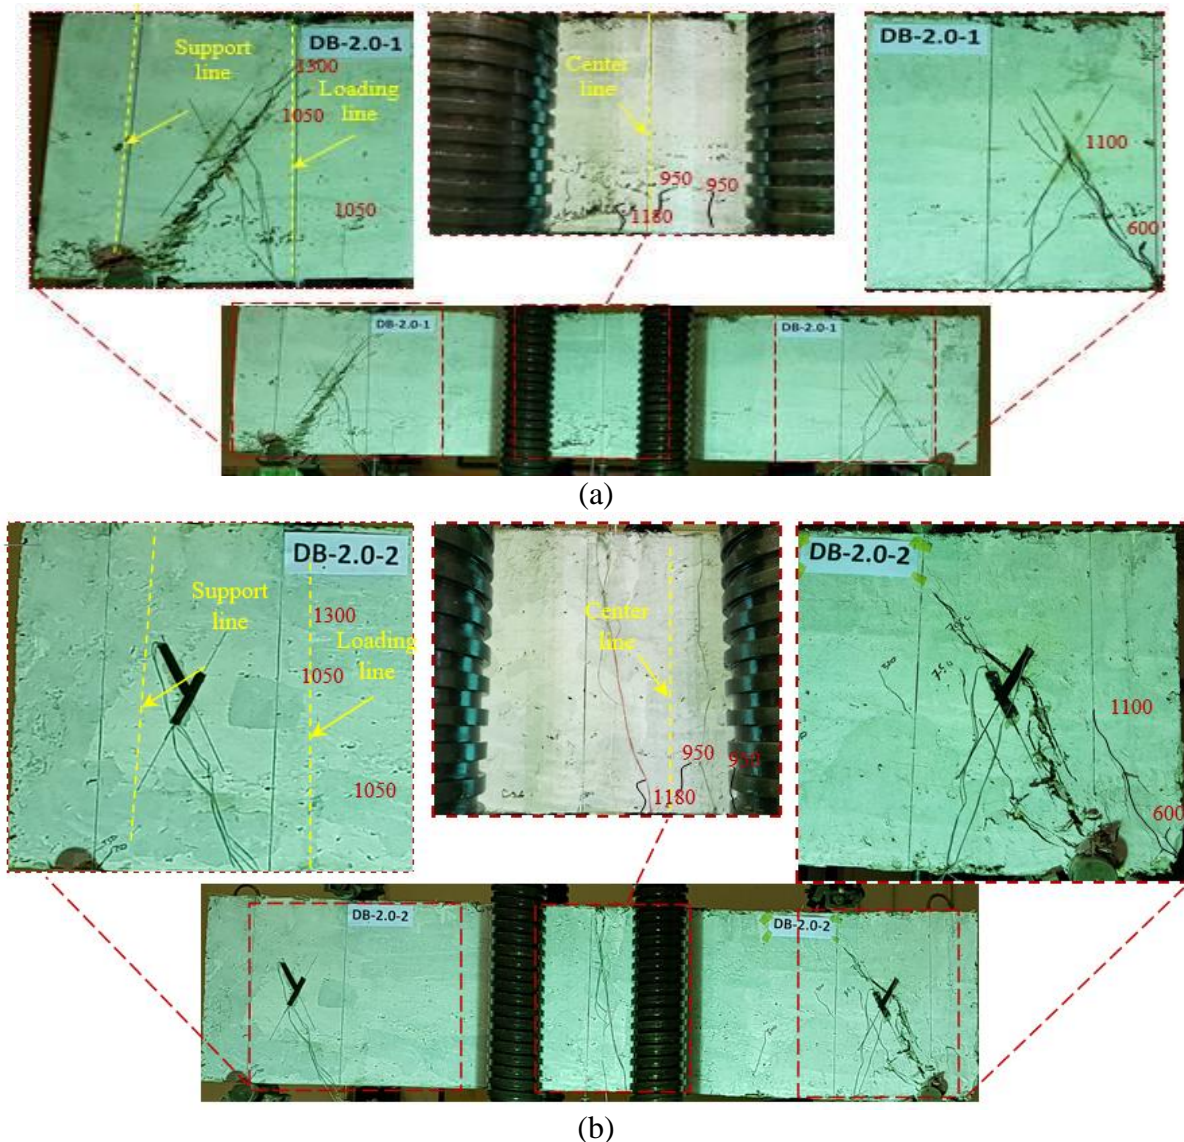 DB-2.0-1
Support
line
1300
Loading
line
1050
1050
Center
line
950
950
1180
DB-2.0-1
1100
600
DB-2.0-1
DB-2.0-1
(a)
DB-2.0-2
Support
line
1300
Loading
line
1050
1050
Center
line
950
950
1180
DB-2.0-2
750
1100
600
DB-2.0-2
DB-2.0-2
(b)